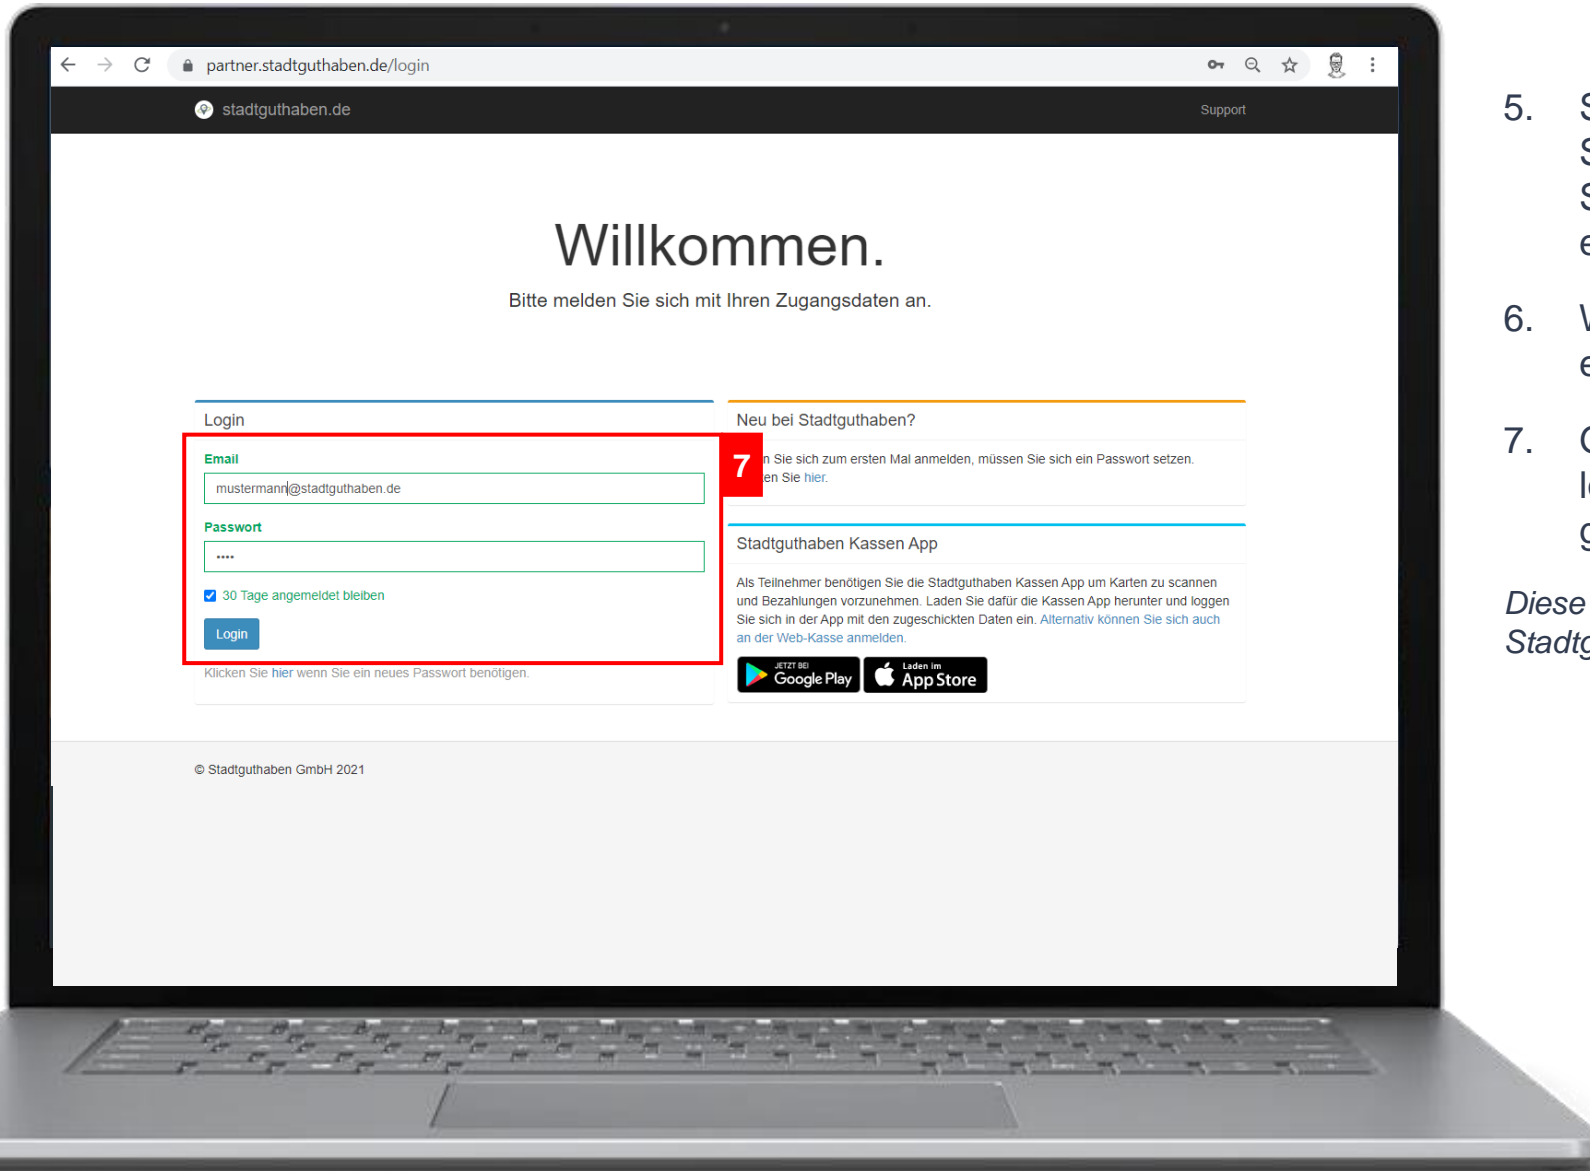 partner.stadtguthaben.de/login
stadtguthaben.de
Support
Willkommen.
Bitte melden Sie sich mit Ihren Zugangsdaten an.
Login
Email
mustermann@stadtguthaben.de
Passwort
••••
30 Tage angemeldet bleiben
Login
Klicken Sie hier wenn Sie ein neues Passwort benötigen.
7
Neu bei Stadtguthaben?
Sie sich zum ersten Mal anmelden, müssen Sie sich ein Passwort setzen.
Sie hier.
Stadtguthaben Kassen App
Als Teilnehmer benötigen Sie die Stadtguthaben Kassen App um Karten zu scannen
und Bezahlungen vorzunehmen. Laden Sie dafür die Kassen App herunter und loggen
Sie sich in der App mit den zugeschickten Daten ein. Alternativ können Sie sich auch
an der Web-Kasse anmelden.
JETZT BEI
Google Play
Laden im
App Store
© Stadtguthaben GmbH 2021
5.
6.
7.
Diese